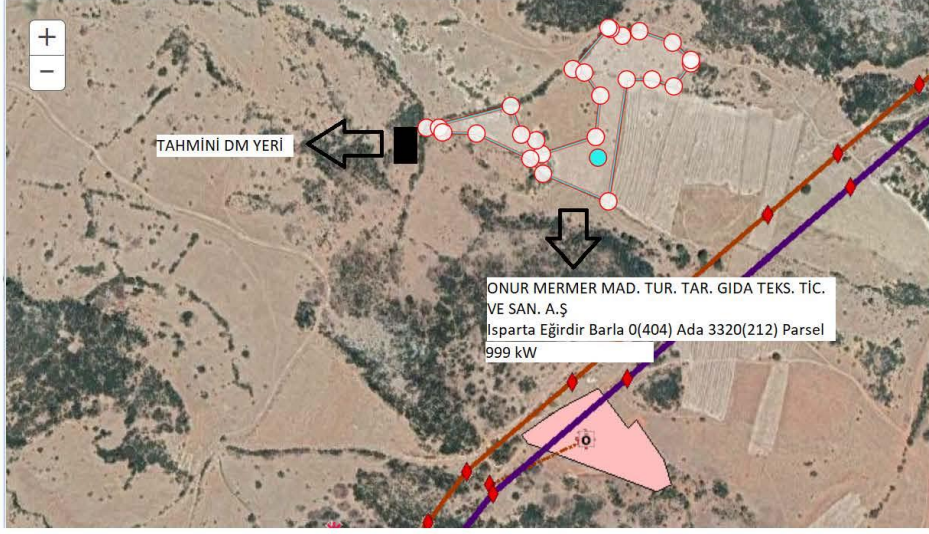 +
−
TAHMİNİ DM YERİ
ONUR MERMER MAD. TUR. TAR. GIDA TEKS. TİC.
VE SAN. A.Ş
Isparta Eğirdir Barla 0(404) Ada 3320(212) Parsel
999 kW
0